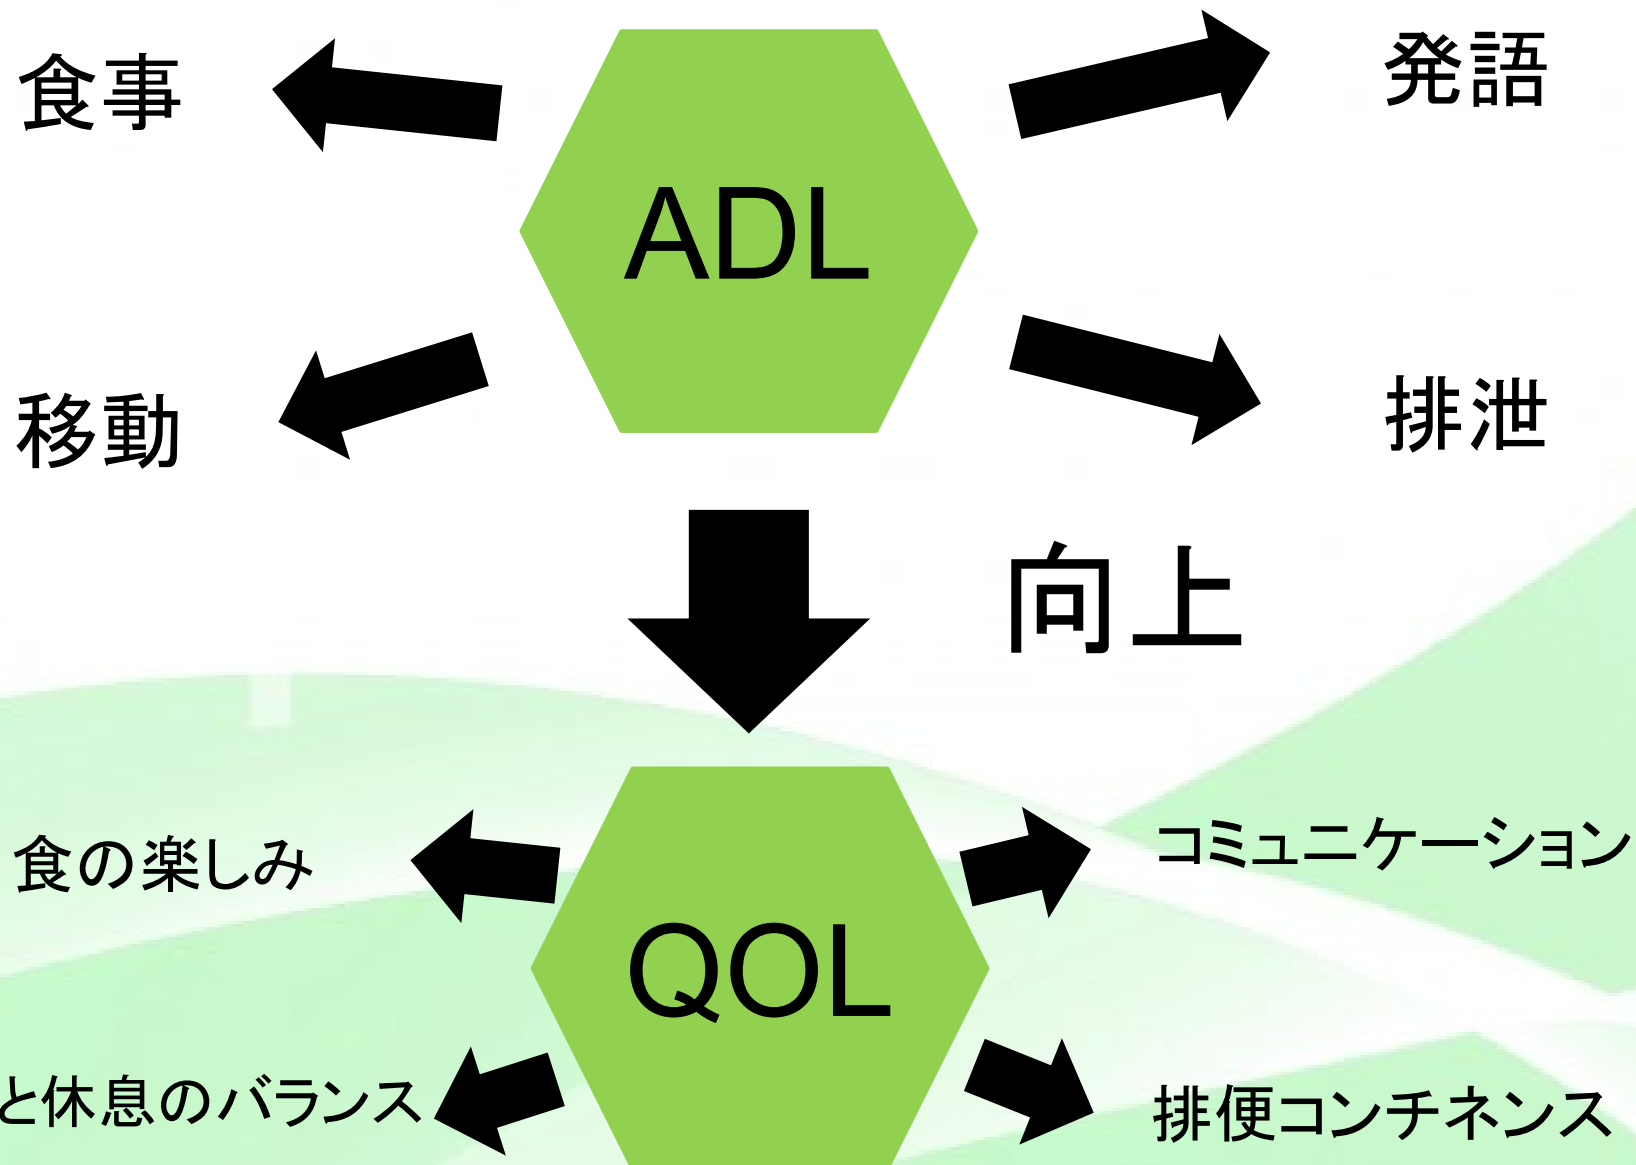 食事
ADL
発語
移動
排泄
向上
食の楽しみ
コミュニケーション
QOL
と休息のバランス
排便コンチネンス